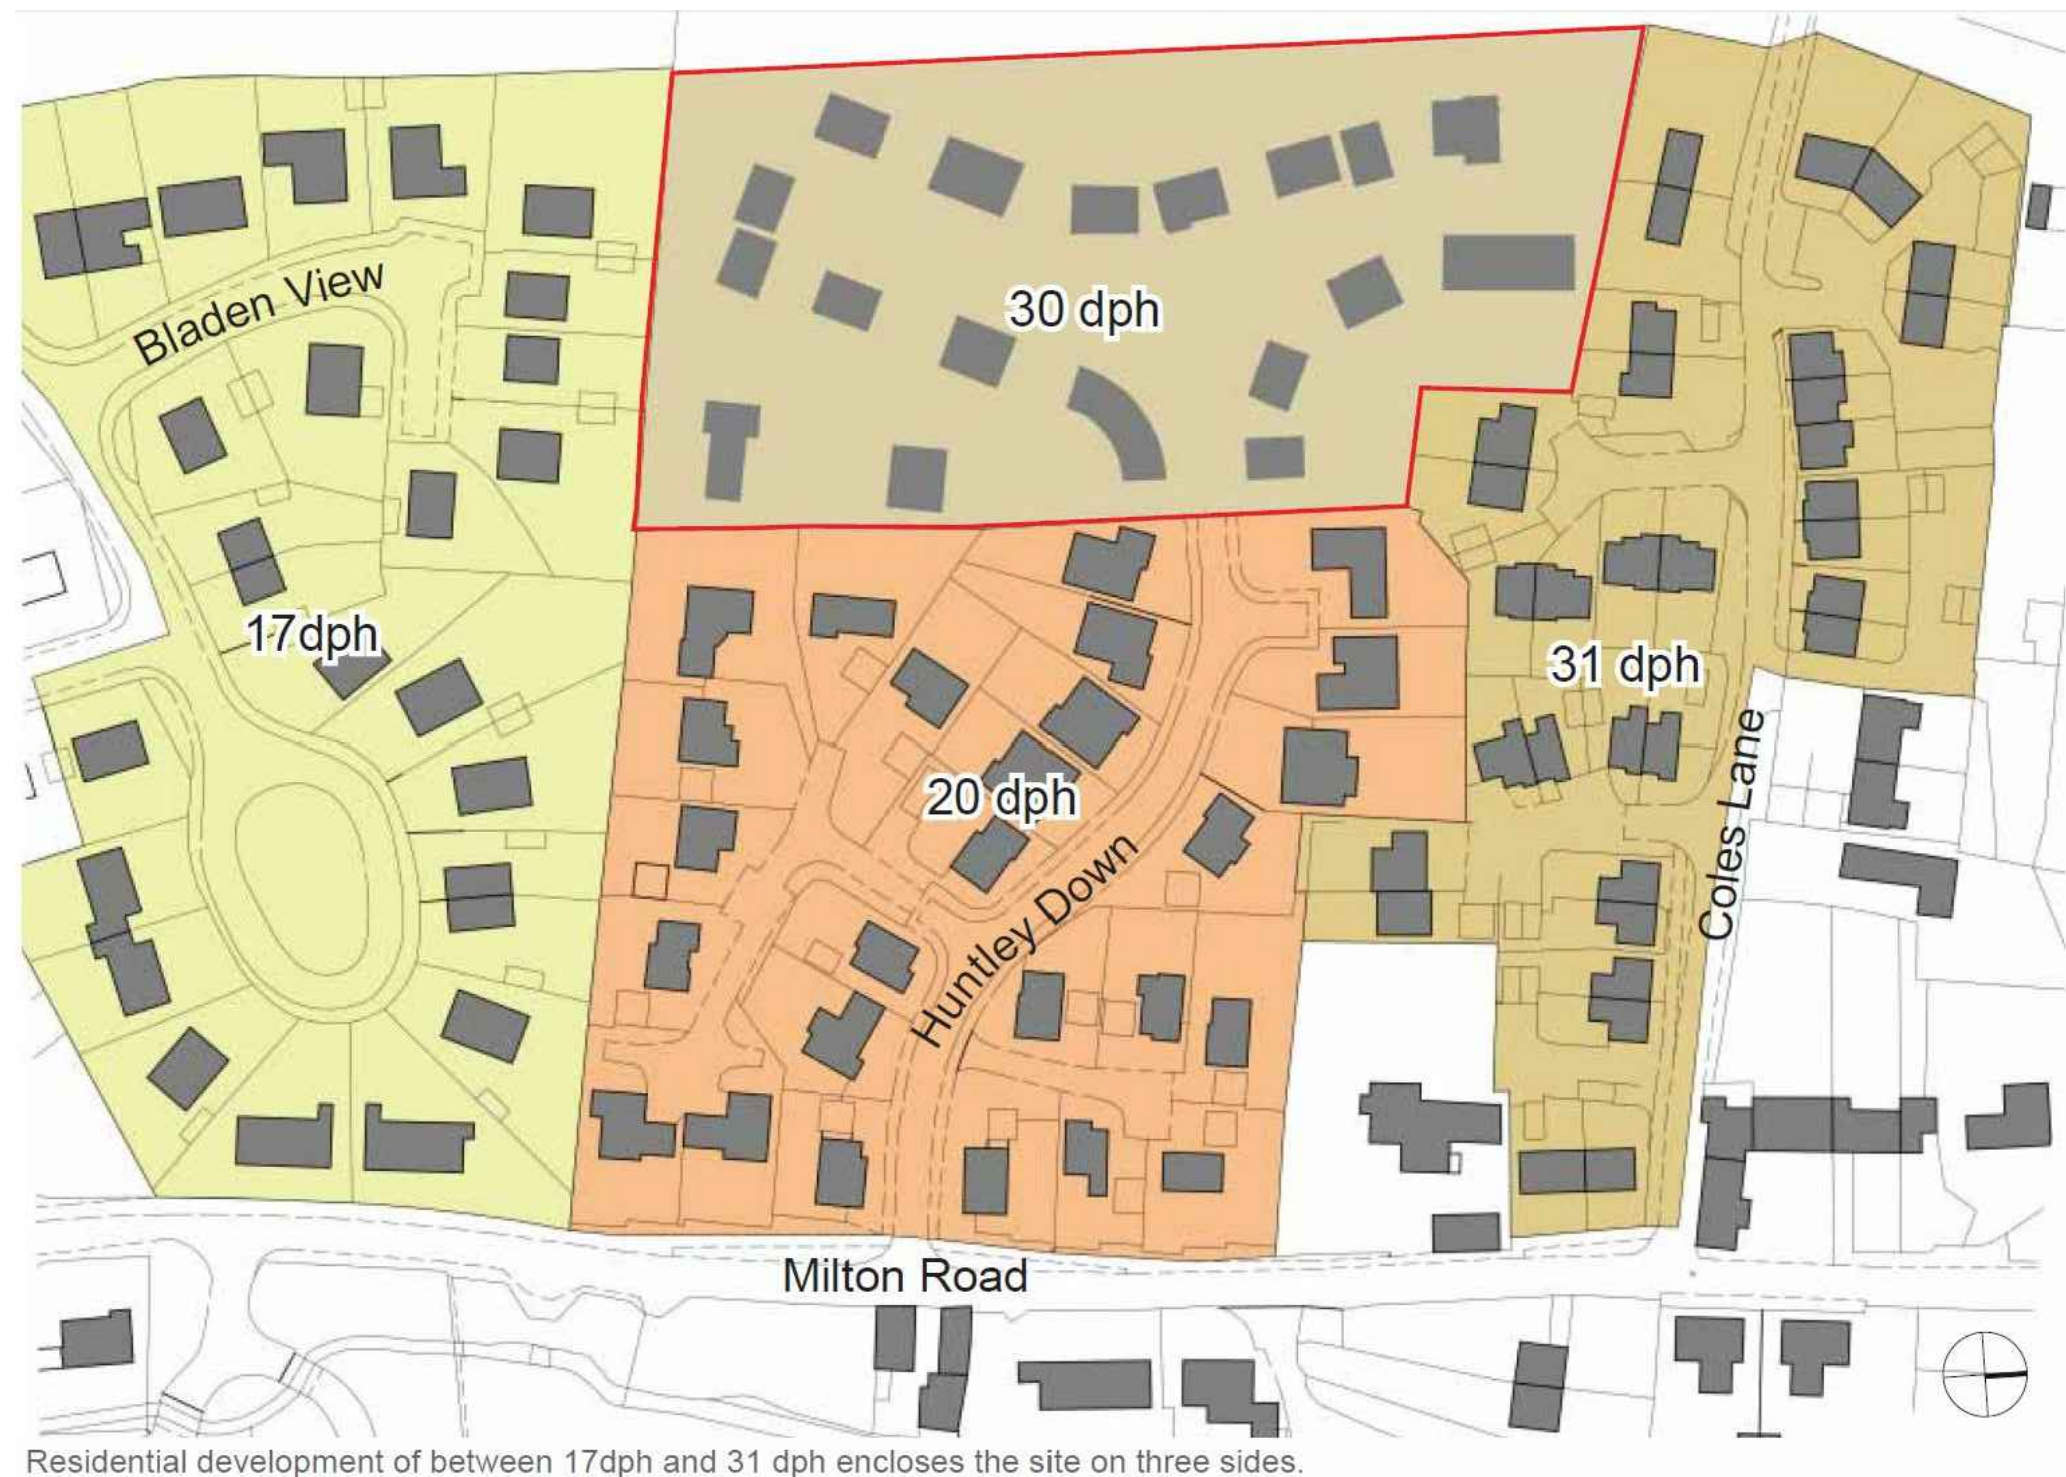 30 dph
Bladen View
17dph
31 dph
20 dph
Coles Lane
Huntley Down
Milton Road
Residential development of between 17dph and 31 dph encloses the site on three sides.